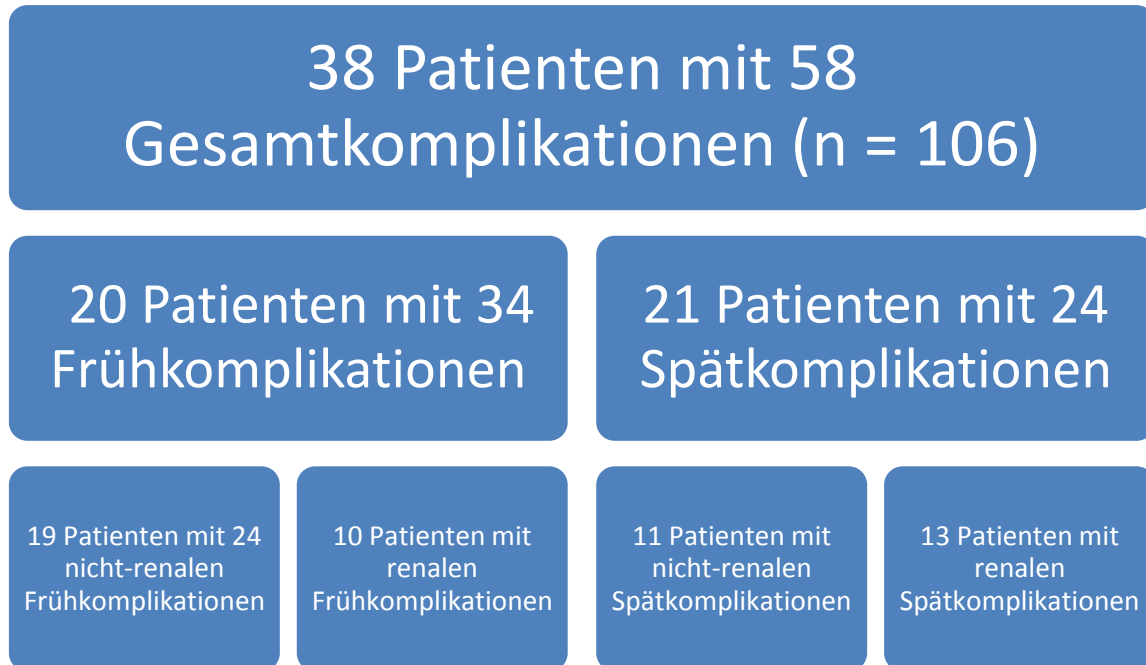 38 Patienten mit 58
Gesamtkomplikationen (n = 106)
20 Patienten mit 34
Frühkomplikationen
21 Patienten mit 24
Spätkomplikationen
19 Patienten mit 24
nicht-renalen
Frühkomplikationen
10 Patienten mit
renalen
Frühkomplikationen
11 Patienten mit
nicht-renalen
Spätkomplikationen
13 Patienten mit
renalen
Spätkomplikationen